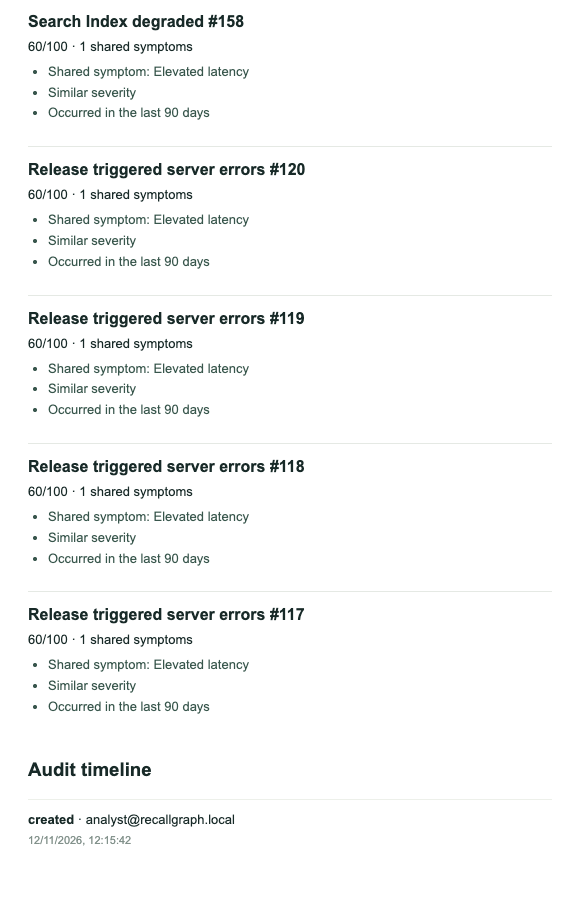 Search Index degraded #158
60/100 · 1 shared symptoms
• Shared symptom: Elevated latency
• Similar severity
• Occurred in the last 90 days
Release triggered server errors #120
60/100 · 1 shared symptoms
• Shared symptom: Elevated latency
• Similar severity
• Occurred in the last 90 days
Release triggered server errors #119
60/100 · 1 shared symptoms
• Shared symptom: Elevated latency
• Similar severity
• Occurred in the last 90 days
Release triggered server errors #118
60/100 · 1 shared symptoms
• Shared symptom: Elevated latency
• Similar severity
• Occurred in the last 90 days
Release triggered server errors #117
60/100 · 1 shared symptoms
• Shared symptom: Elevated latency
• Similar severity
• Occurred in the last 90 days
Audit timeline
created · analyst@recallgraph.local
12/11/2026, 12:15:42